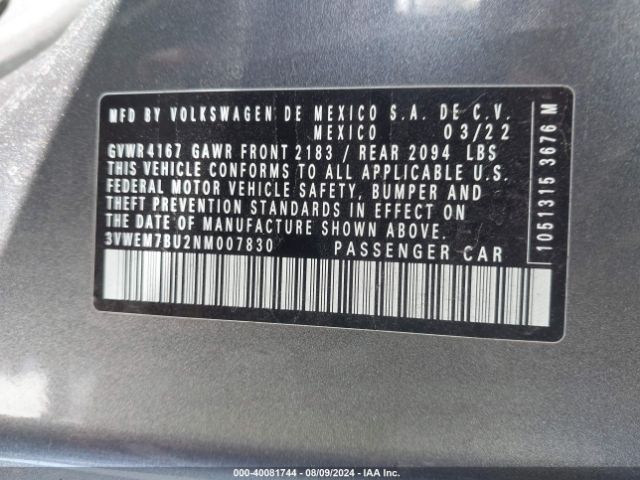 MFD BY VOLKSWAGEN DE MEXICO S.A. DE C.V.
MEXICO 03/22
GVWR 4167 GAWR FRONT 2183 / REAR 2094 LBS
THIS VEHICLE CONFORMS TO ALL APPLICABLE U.S.
FEDERAL MOTOR VEHICLE SAFETY, BUMPER AND
THEFT PREVENTION STANDARDS IN EFFECT ON
THE DATE OF MANUFACTURE SHOWN ABOVE.
3VWEM7BU2NM007830 PASSENGER CAR
1051315 3676 M
000-40081744 - 08/09/2024 - IAA Inc.